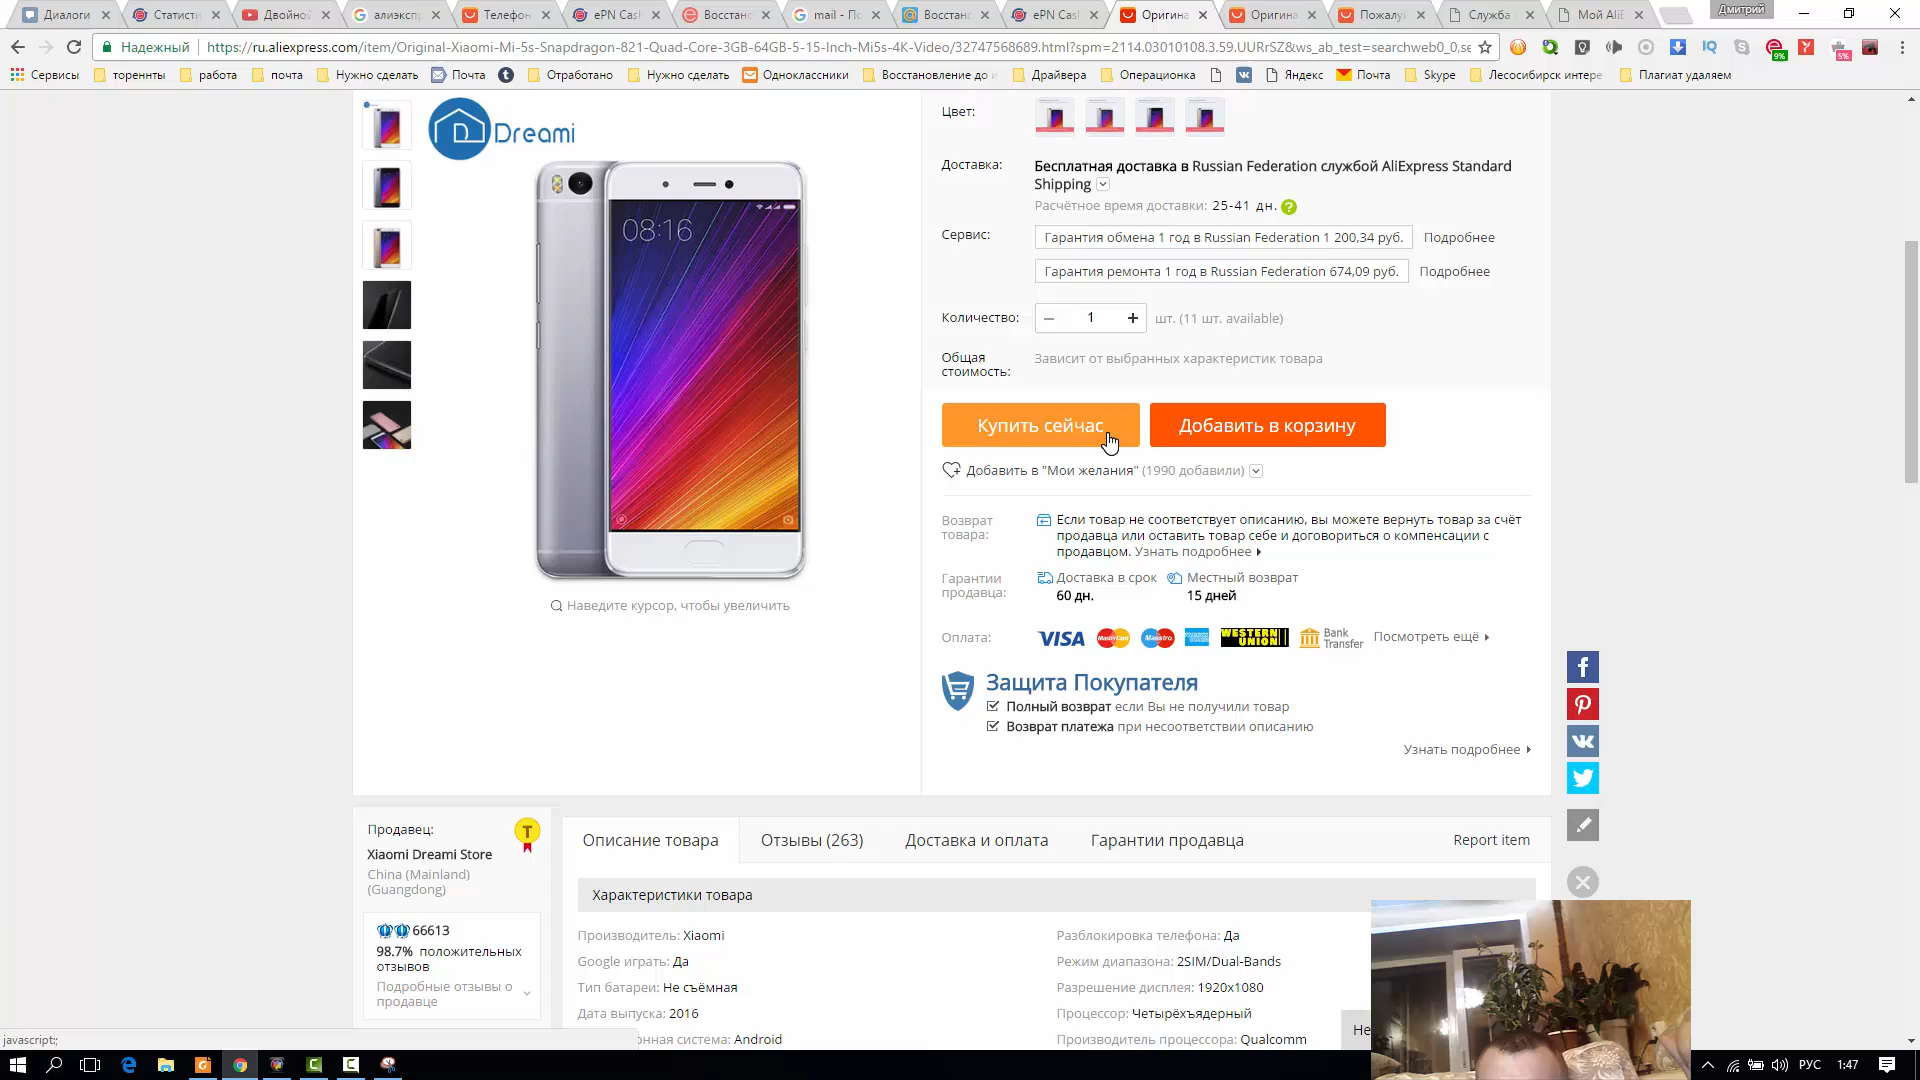 Диалоги
Статисти
Двойной
алиэкспр
Телефон
ePN Cash
Восстано
mail - По
Восстано
ePN Cash
Оригина
Оригина
Пожалуй
Служба
Мой AliE
Дмитрий
Надежный
https://ru.aliexpress.com/item/Original-Xiaomi-Mi-5s-Snapdragon-821-Quad-Core-3GB-64GB-5-15-Inch-Mi5s-4K-Video/32747568689.html?spm=2114.03010108.3.59.UURrSZ&ws_ab_test=searchweb0_0,se
9%
5%
Сервисы
тореннты
работа
почта
Нужно сделать
Почта
Отработано
Нужно сделать
Одноклассники
Восстановление до и
Драйвера
Операционка
Яндекс
Почта
Skype
Лесосибирск интере
Плагиат удаляем
Dreami
08:16
Наведите курсор, чтобы увеличить
Цвет:
Доставка: Бесплатная доставка в Russian Federation службой AliExpress Standard
Shipping
Расчётное время доставки: 25-41 дн.
Сервис: Гарантия обмена 1 год в Russian Federation 1 200,34 руб. Подробнее
Гарантия ремонта 1 год в Russian Federation 674,09 руб. Подробнее
Количество: − 1 + шт. (11 шт. available)
Общая
стоимость: Зависит от выбранных характеристик товара
Купить сейчас Добавить в корзину
Добавить в "Мои желания" (1990 добавили)
Возврат
товара: Если товар не соответствует описанию, вы можете вернуть товар за счёт
продавца или оставить товар себе и договориться о компенсации с
продавцом. Узнать подробнее
Гарантии
продавца: Доставка в срок Местный возврат
60 дн. 15 дней
Оплата: VISA MasterCard Maestro WESTERN UNION Bank Transfer Посмотреть ещё
Защита Покупателя
Полный возврат если Вы не получили товар
Возврат платежа при несоответствии описанию
Узнать подробнее
Продавец:
Xiaomi Dreami Store
China (Mainland)
(Guangdong)
66613
98.7% положительных
отзывов
Подробные отзывы о
продавце
Описание товара Отзывы (263) Доставка и оплата Гарантии продавца Report item
Характеристики товара
Производитель: Xiaomi Разблокировка телефона: Да
Google играть: Да Режим диапазона: 2SIM/Dual-Bands
Тип батареи: Не съёмная Разрешение дисплея: 1920x1080
Дата выпуска: 2016 Процессор: Четырёхъядерный
онная система: Android Производитель процессора: Qualcomm
Не
javascript:;
РУС
1:47